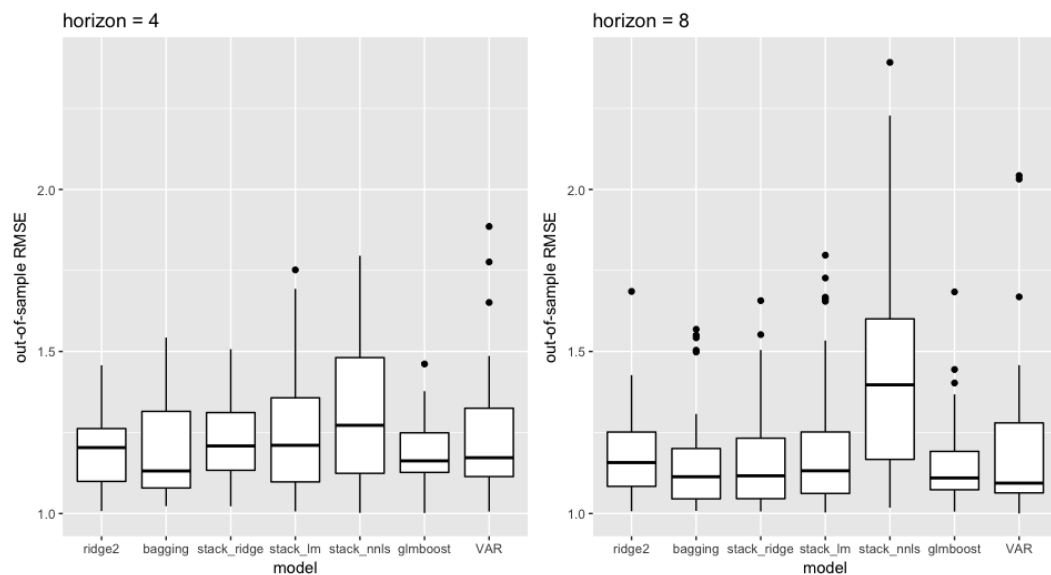 horizon = 4
out-of-sample RMSE
2.0
1.5
1.0
ridge2 bagging stack_ridge stack_lm stack_nnls glmboost VAR
model
horizon = 8
out-of-sample RMSE
2.0
1.5
1.0
ridge2 bagging stack_ridge stack_lm stack_nnls glmboost VAR
model